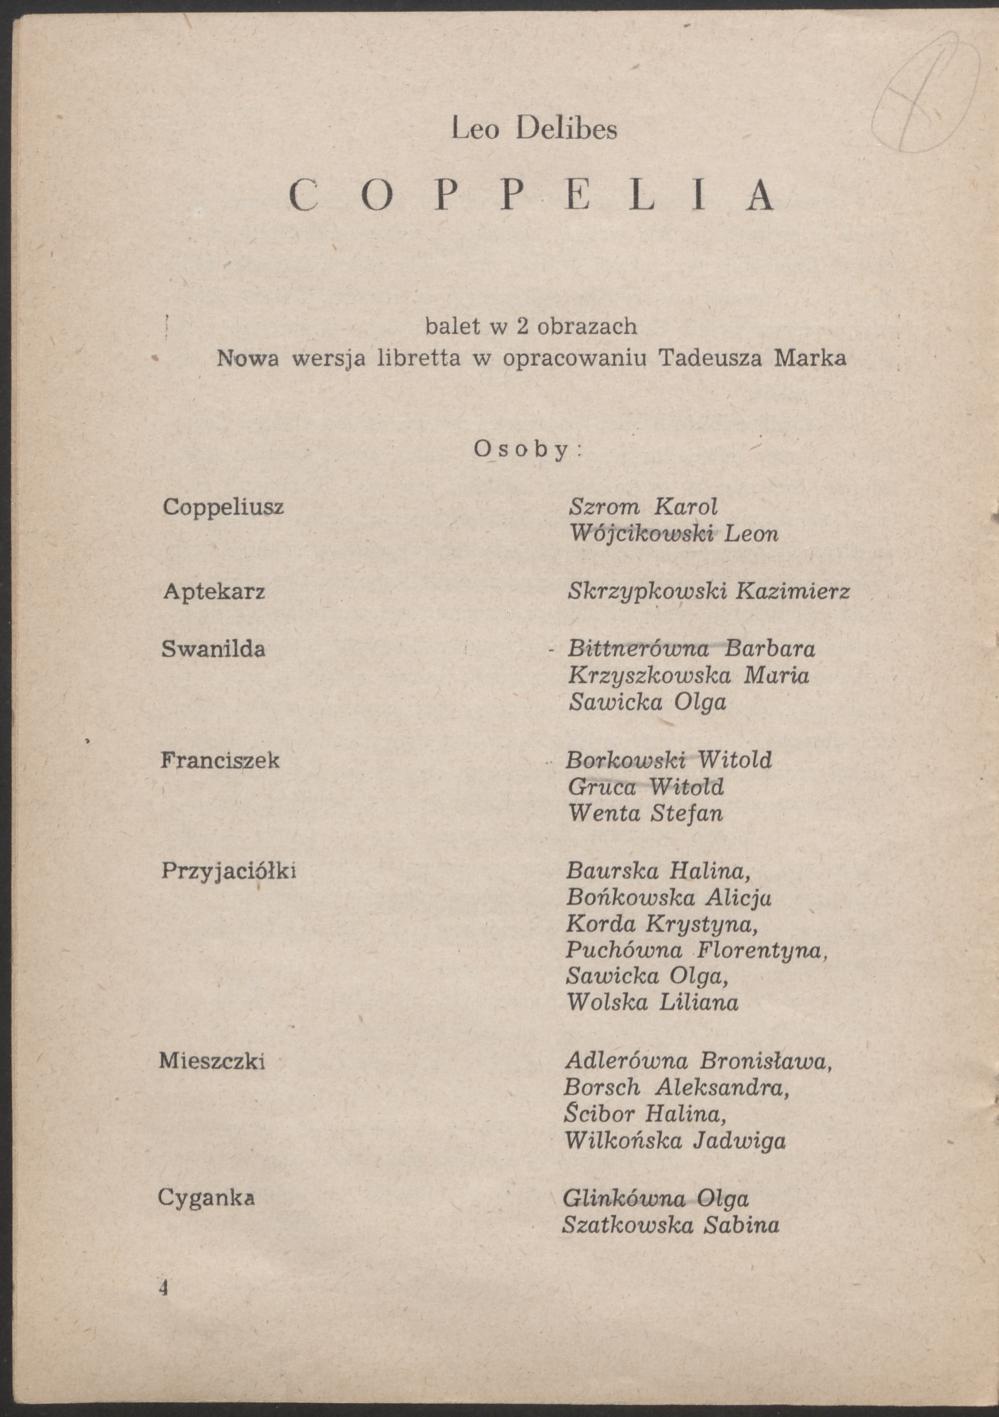 Leo Delibes
COPPELIA
balet w 2 obrazach
Nowa wersja libretta w opracowaniu Tadeusza Marka
Osoby:
Coppeliusz Szrom Karol
Wójcikowski Leon
Aptekarz Skrzypkowski Kazimierz
Swanilda - Bittnerówna Barbara
Krzyszkowska Maria
Sawicka Olga
Franciszek Borkowski Witold
Gruca Witold
Wenta Stefan
Przyjaciółki Baurska Halina,
Bońkowska Alicja
Korda Krystyna,
Puchówna Florentyna,
Sawicka Olga,
Wolska Liliana
Mieszczki Adlerówna Bronisława,
Borsch Aleksandra,
Ścibor Halina,
Wilkońska Jadwiga
Cyganka Glinkówna Olga
Szatkowska Sabina
4